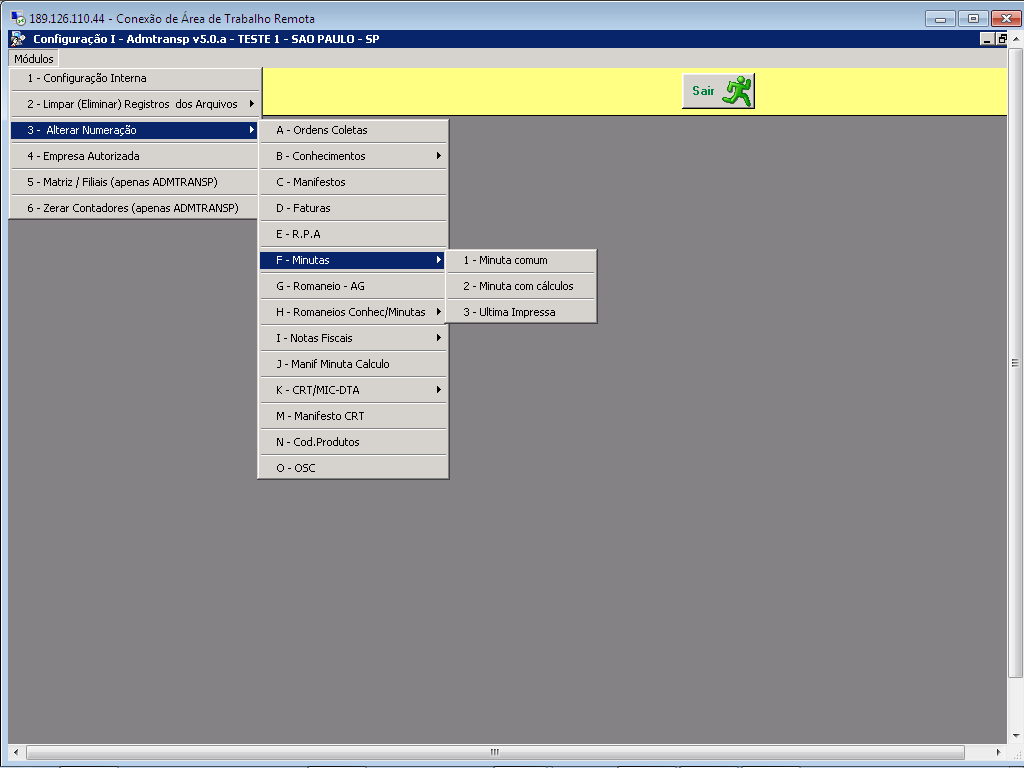 189.126.110.44 - Conexão de Área de Trabalho Remota
Configuração I - Admtransp v5.0.a - TESTE 1 - SAO PAULO - SP
Módulos
1 - Configuração Interna
2 - Limpar (Eliminar) Registros dos Arquivos
3 - Alterar Numeração
4 - Empresa Autorizada
5 - Matriz / Filiais (apenas ADMTRANSP)
6 - Zerar Contadores (apenas ADMTRANSP)
Sair
A - Ordens Coletas
B - Conhecimentos
C - Manifestos
D - Faturas
E - R.P.A
F - Minutas
G - Romaneio - AG
H - Romaneios Conhec/Minutas
I - Notas Fiscais
J - Manif Minuta Calculo
K - CRT/MIC-DTA
M - Manifesto CRT
N - Cod.Produtos
O - OSC
1 - Minuta comum
2 - Minuta com cálculos
3 - Ultima Impressa